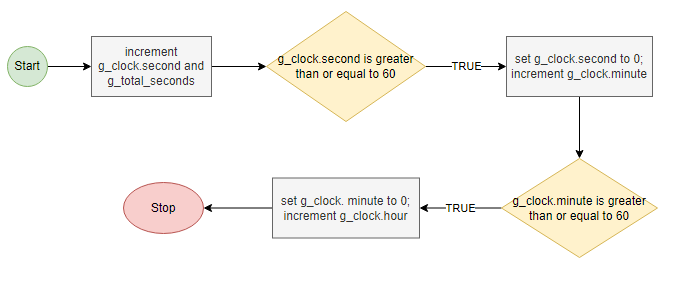 Start
increment
g_clock.second and
g_total_seconds
g_clock.second is greater
than or equal to 60
TRUE
set g_clock.second to 0;
increment g_clock.minute
g_clock.minute is greater
than or equal to 60
TRUE
set g_clock. minute to 0;
increment g_clock.hour
Stop